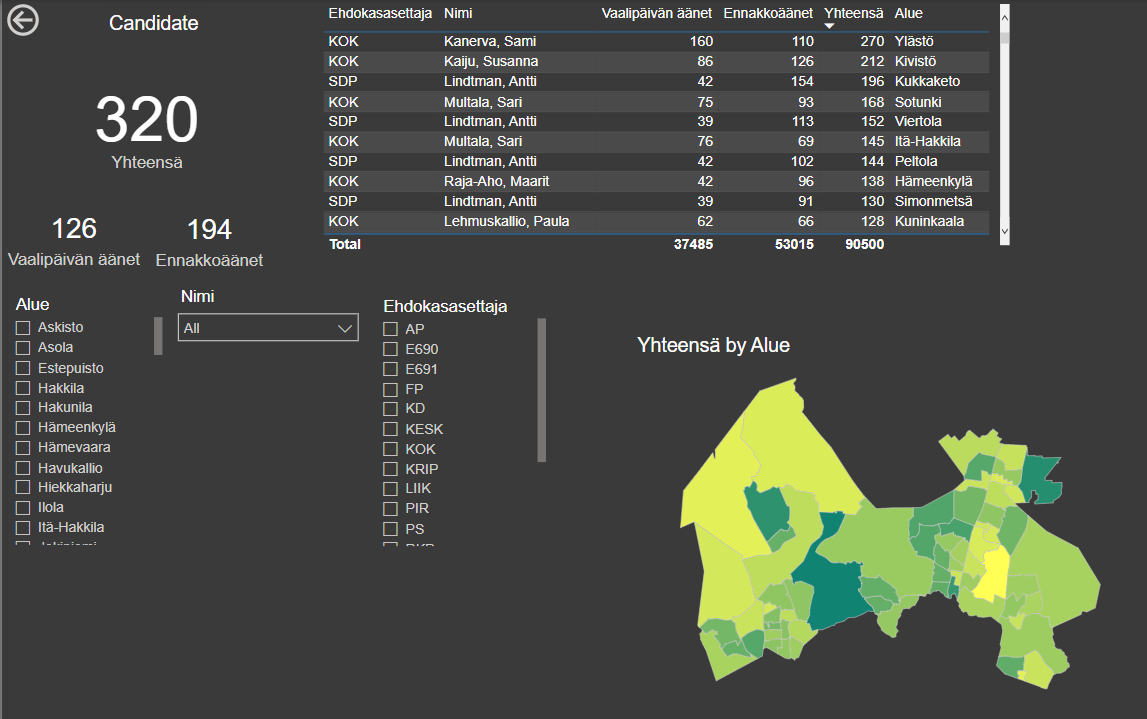 Candidate
320
Yhteensä
126
Vaalipäivän äänet
194
Ennakkoäänet
Ehdokasasettaja Nimi Vaalipäivän äänet Ennakkoäänet Yhteensä Alue
KOK Kanerva, Sami 160 110 270 Ylästö
KOK Kaiju, Susanna 86 126 212 Kivistö
SDP Lindtman, Antti 42 154 196 Kukkaketo
KOK Multala, Sari 75 93 168 Sotunki
SDP Lindtman, Antti 39 113 152 Viertola
KOK Multala, Sari 76 69 145 Itä-Hakkila
SDP Lindtman, Antti 42 102 144 Peltola
KOK Raja-Aho, Maarit 42 96 138 Hämeenkylä
SDP Lindtman, Antti 39 91 130 Simonmetsä
KOK Lehmuskallio, Paula 62 66 128 Kuninkaala
Total 37485 53015 90500
Alue
Askisto
Asola
Estepuisto
Hakkila
Hakunila
Hämeenkylä
Hämevaara
Havukallio
Hiekkaharju
Ilola
Itä-Hakkila
Nimi
All
Ehdokasasettaja
AP
E690
E691
FP
KD
KESK
KOK
KRIP
LIIK
PIR
PS
Yhteensä by Alue